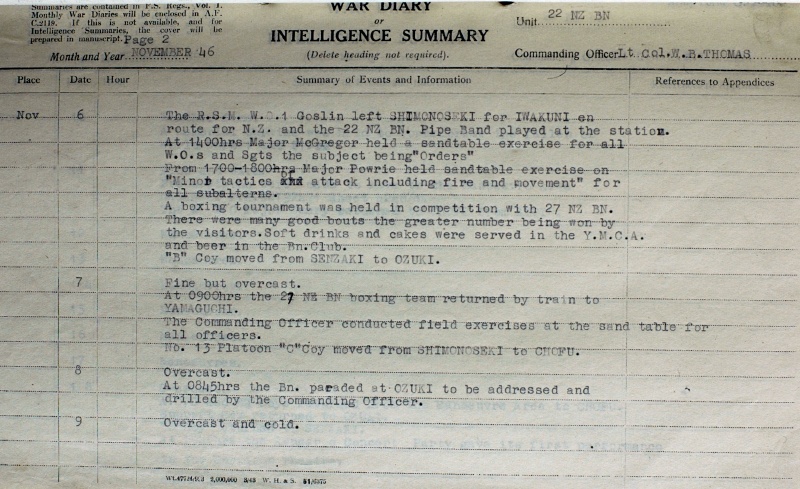 Summaries are contained in F.S. Regs., Vol. 1.
Monthly War Diaries will be enclosed in A.F.
C.2118. If this is not available, and for
Intelligence Summaries, the cover will be
prepared in manuscript. Page 2
Month and Year NOVEMBER 46
WAR DIARY
or
INTELLIGENCE SUMMARY
(Delete heading not required).
Unit 22 NZ BN
Commanding Officer Lt Col.W.B.THOMAS
Place Date Hour Summary of Events and Information References to Appendices
Nov 6 The R.S.M. W.O.1 Goslin left SHIMONOSEKI for IWAKUNI en
route for N.Z. and the 22 NZ BN. Pipe Band played at the station.
At 1400hrs Major McGregor held a sandtable exercise for all
W.O.s and Sgts the subject being"Orders"
From 1700-1800hrs Major Powrie held sandtable exercise on
"Minor tactics of attack including fire and movement" for
all subalterns.
A boxing tournament was held in competition with 27 NZ BN.
There were many good bouts the greater number being won by
the visitors.Soft drinks and cakes were served in the Y.M.C.A.
and beer in the Bn.Club.
"B" Coy moved from SENZAKI to OZUKI.
7 Fine but overcast.
At 0900hrs the 27 NZ BN boxing team returned by train to
YAMAGUCHI.
The Commanding Officer conducted field exercises at the sand table for
all officers.
No. 13 Platoon "C"Coy moved from SHIMONOSEKI to CHOFU.
8 Overcast.
At 0845hrs the Bn. paraded at OZUKI to be addressed and
drilled by the Commanding Officer.
9 Overcast and cold.
2,000,000 W. H. & S.